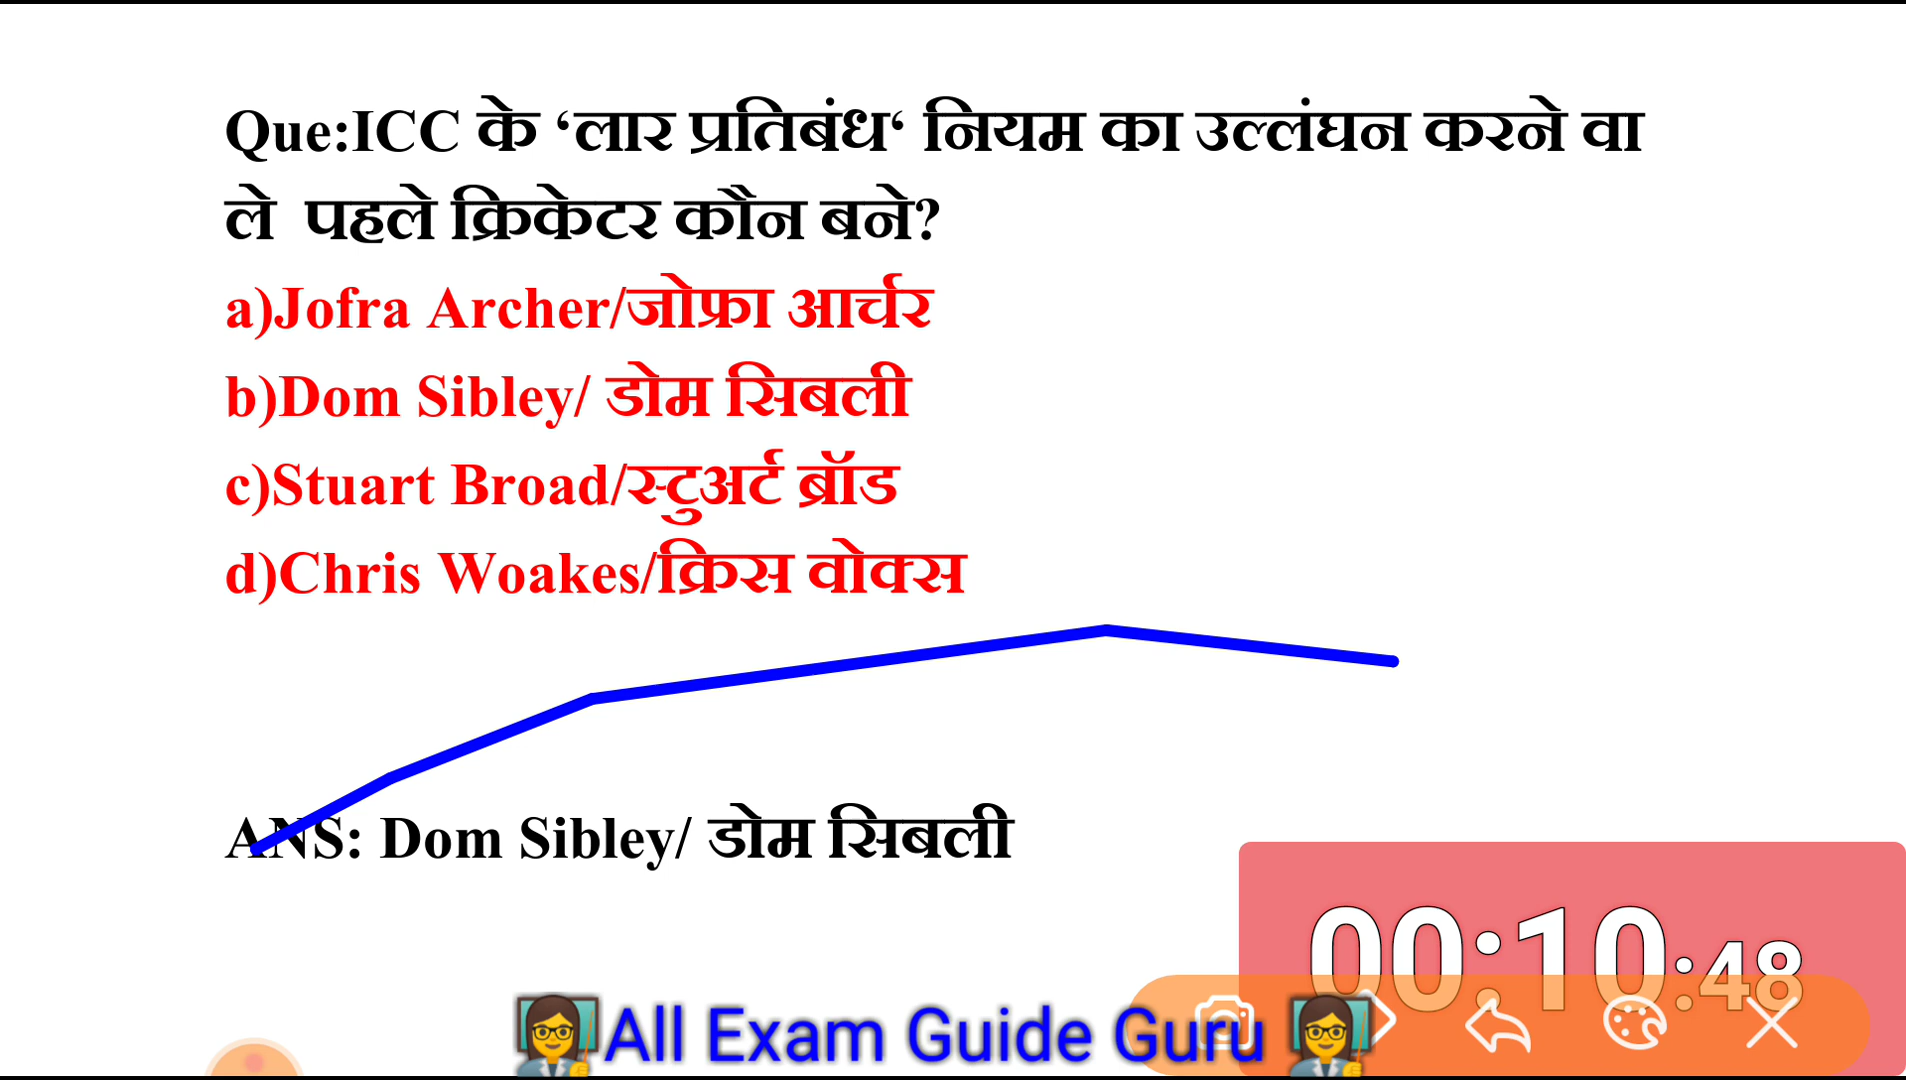 Que:ICC के ‘लार प्रतिबंध‘ नियम का उल्लंघन करने वा
ले पहले क्रिकेटर कौन बने?
a)Jofra Archer/जोफ्रा आर्चर
b)Dom Sibley/ डोम सिबली
c)Stuart Broad/स्टुअर्ट ब्रॉड
d)Chris Woakes/क्रिस वोक्स
ANS: Dom Sibley/ डोम सिबली
00:10:48
All Exam Guide Guru